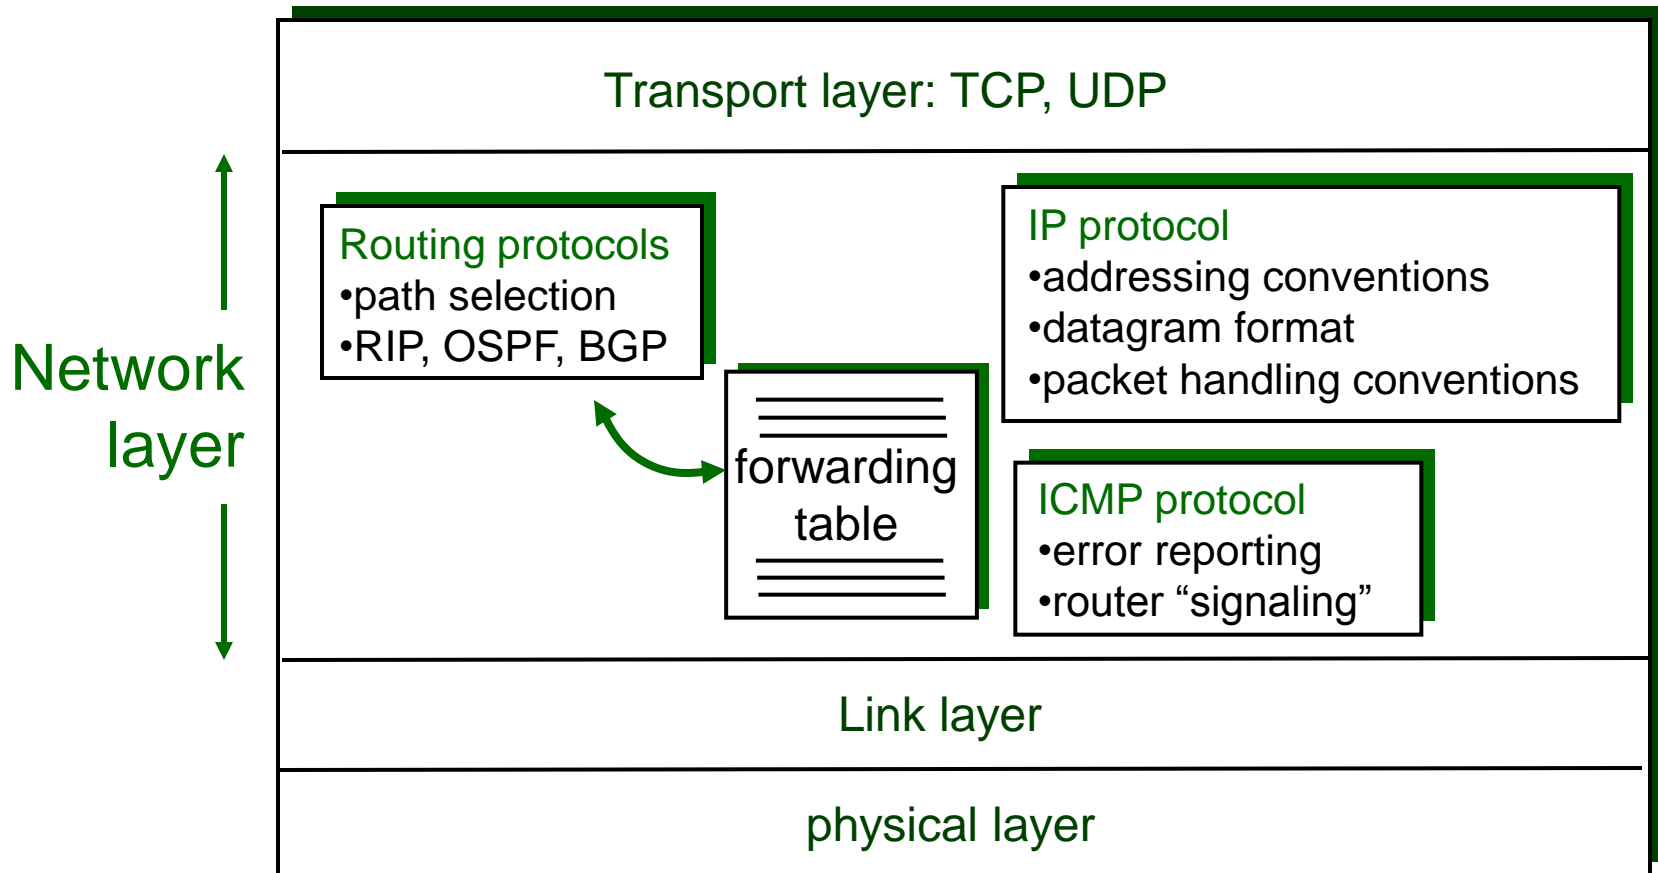 Transport layer: TCP, UDP
Network
layer
Routing protocols
•path selection
•RIP, OSPF, BGP
forwarding
table
IP protocol
•addressing conventions
•datagram format
•packet handling conventions
ICMP protocol
•error reporting
•router “signaling”
Link layer
physical layer